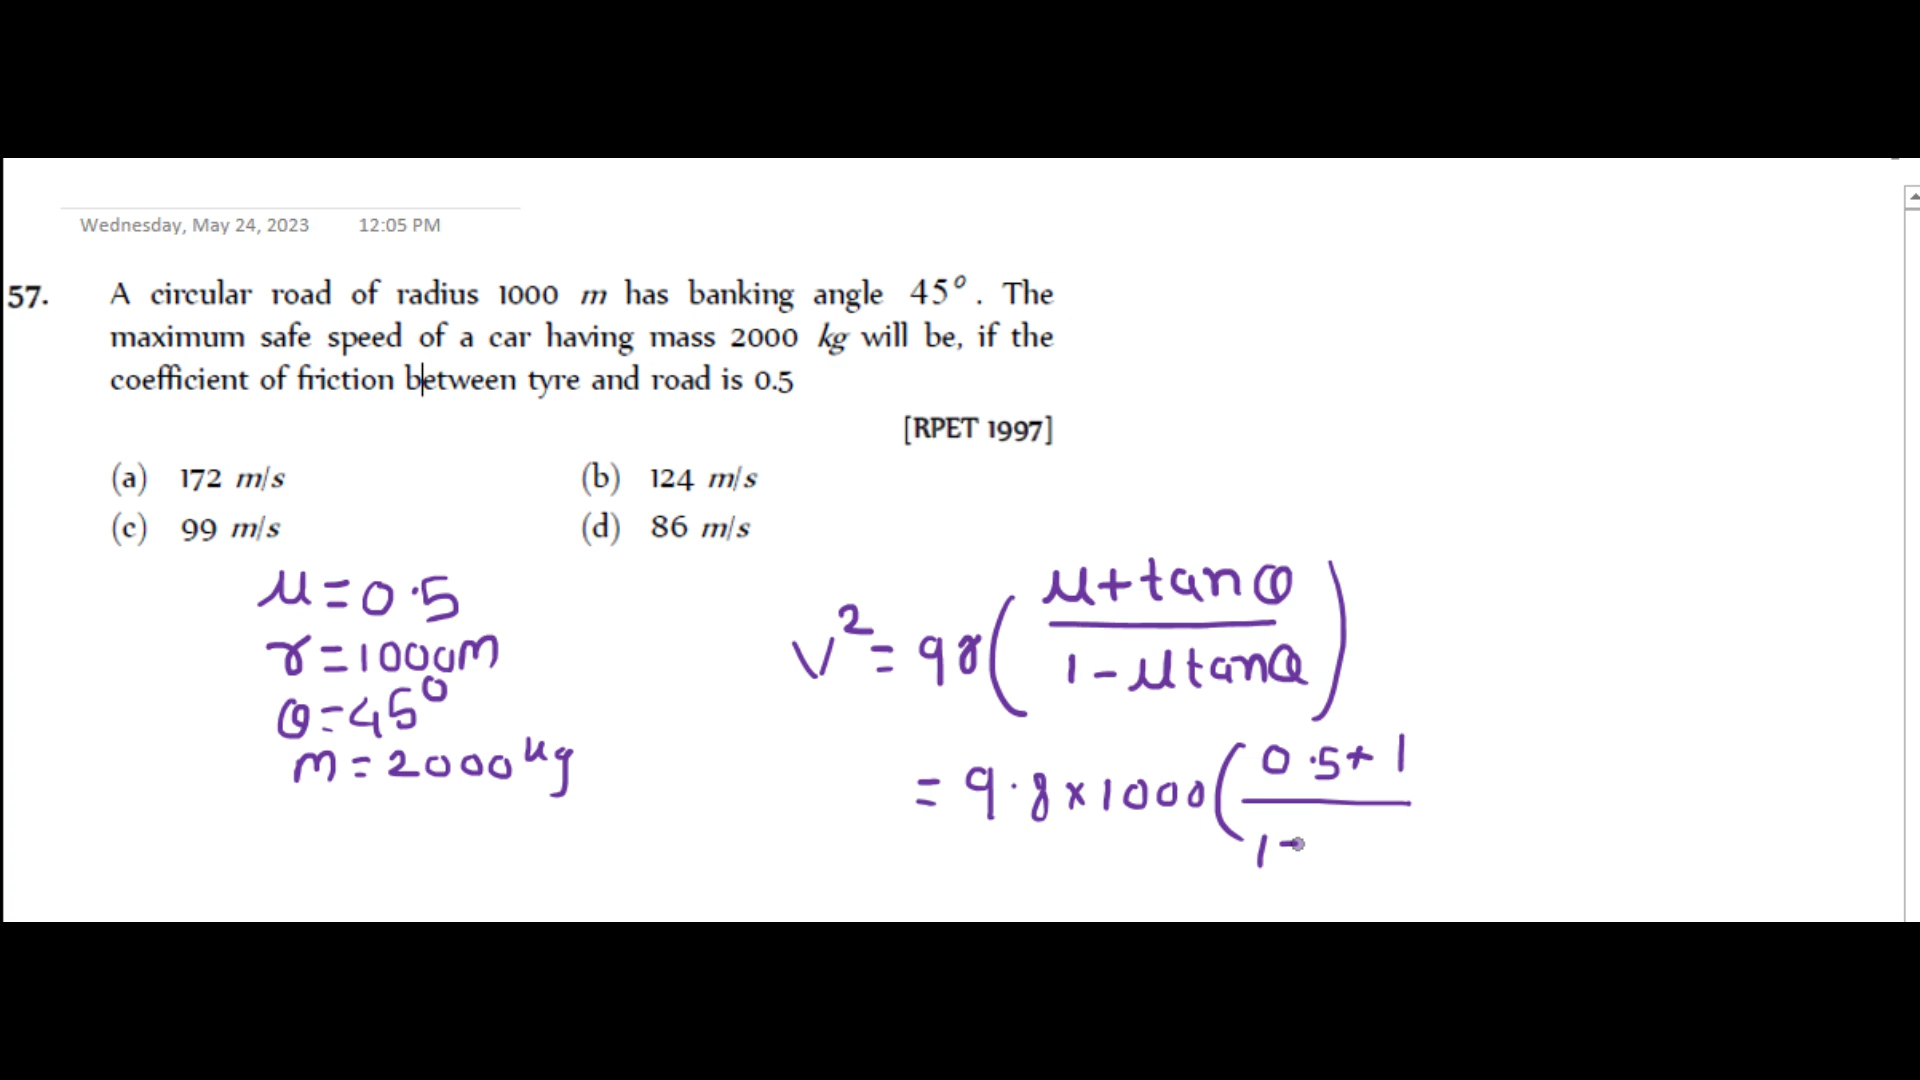 Wednesday, May 24, 2023 12:05 PM
57. A circular road of radius 1000 m has banking angle 45°. The
maximum safe speed of a car having mass 2000 kg will be, if the
coefficient of friction between tyre and road is 0.5
[RPET 1997]
(a) 172 m/s (b) 124 m/s
(c) 99 m/s (d) 86 m/s
μ = 0.5
r = 1000m
θ = 45°
m = 2000 kg
v² = gr( μ + tanθ / 1 - μ tanθ )
= 9.8 × 1000 ( 0.5 + 1 / 1 -